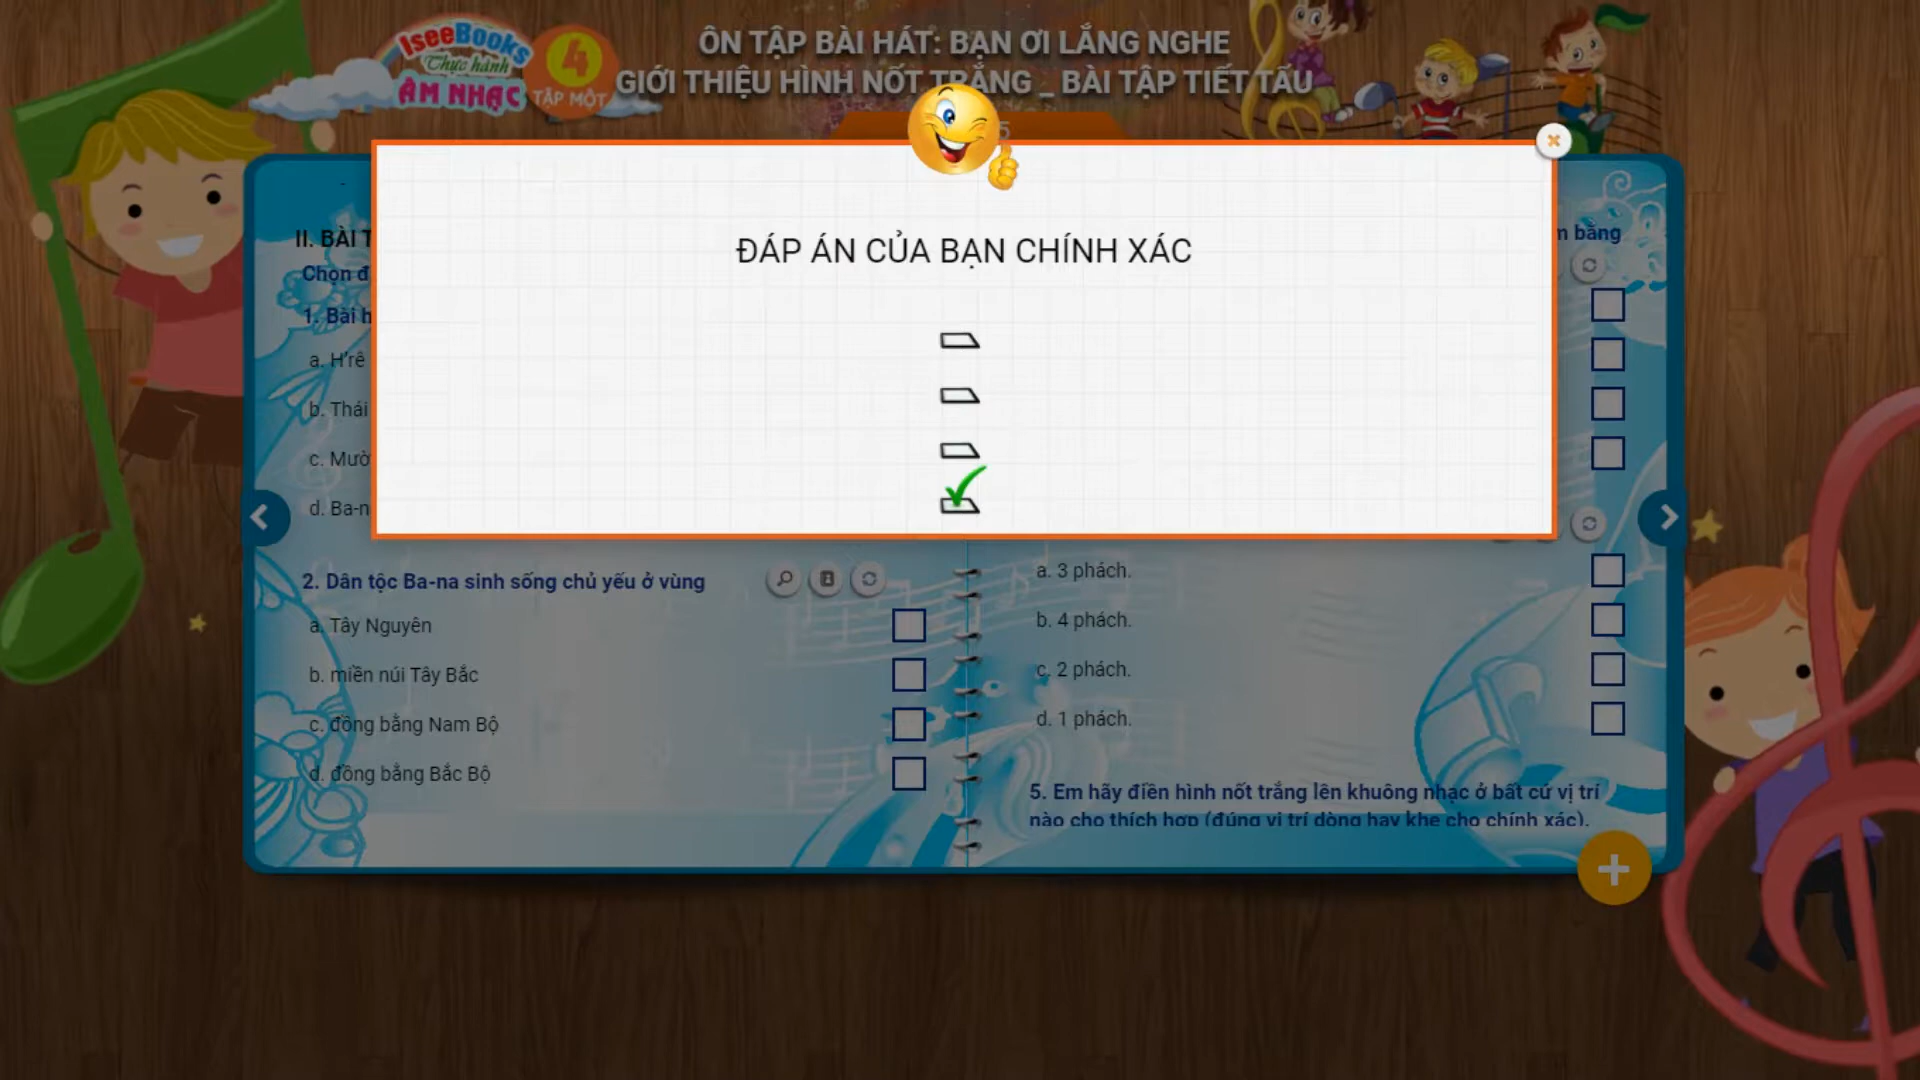 IseeBooks
Thực hành
ÂM NHẠC
4
TẬP MỘT
ÔN TẬP BÀI HÁT: BẠN ƠI LẮNG NGHE
GIỚI THIỆU HÌNH NỐT TRẮNG _ BÀI TẬP TIẾT TẤU
5
ĐÁP ÁN CỦA BẠN CHÍNH XÁC
II. BÀI T
Chọn đ
1. Bài h
a. H'rê
b. Thái
c. Mườ
d. Ba-n
2. Dân tộc Ba-na sinh sống chủ yếu ở vùng
a. Tây Nguyên
b. miền núi Tây Bắc
c. đồng bằng Nam Bộ
d. đồng bằng Bắc Bộ
bằng
a. 3 phách.
b. 4 phách.
c. 2 phách.
d. 1 phách.
5. Em hãy điền hình nốt trắng lên khuông nhạc ở bất cứ vị trí
nào cho thích hợp (đúng vị trí dòng hay khe cho chính xác).